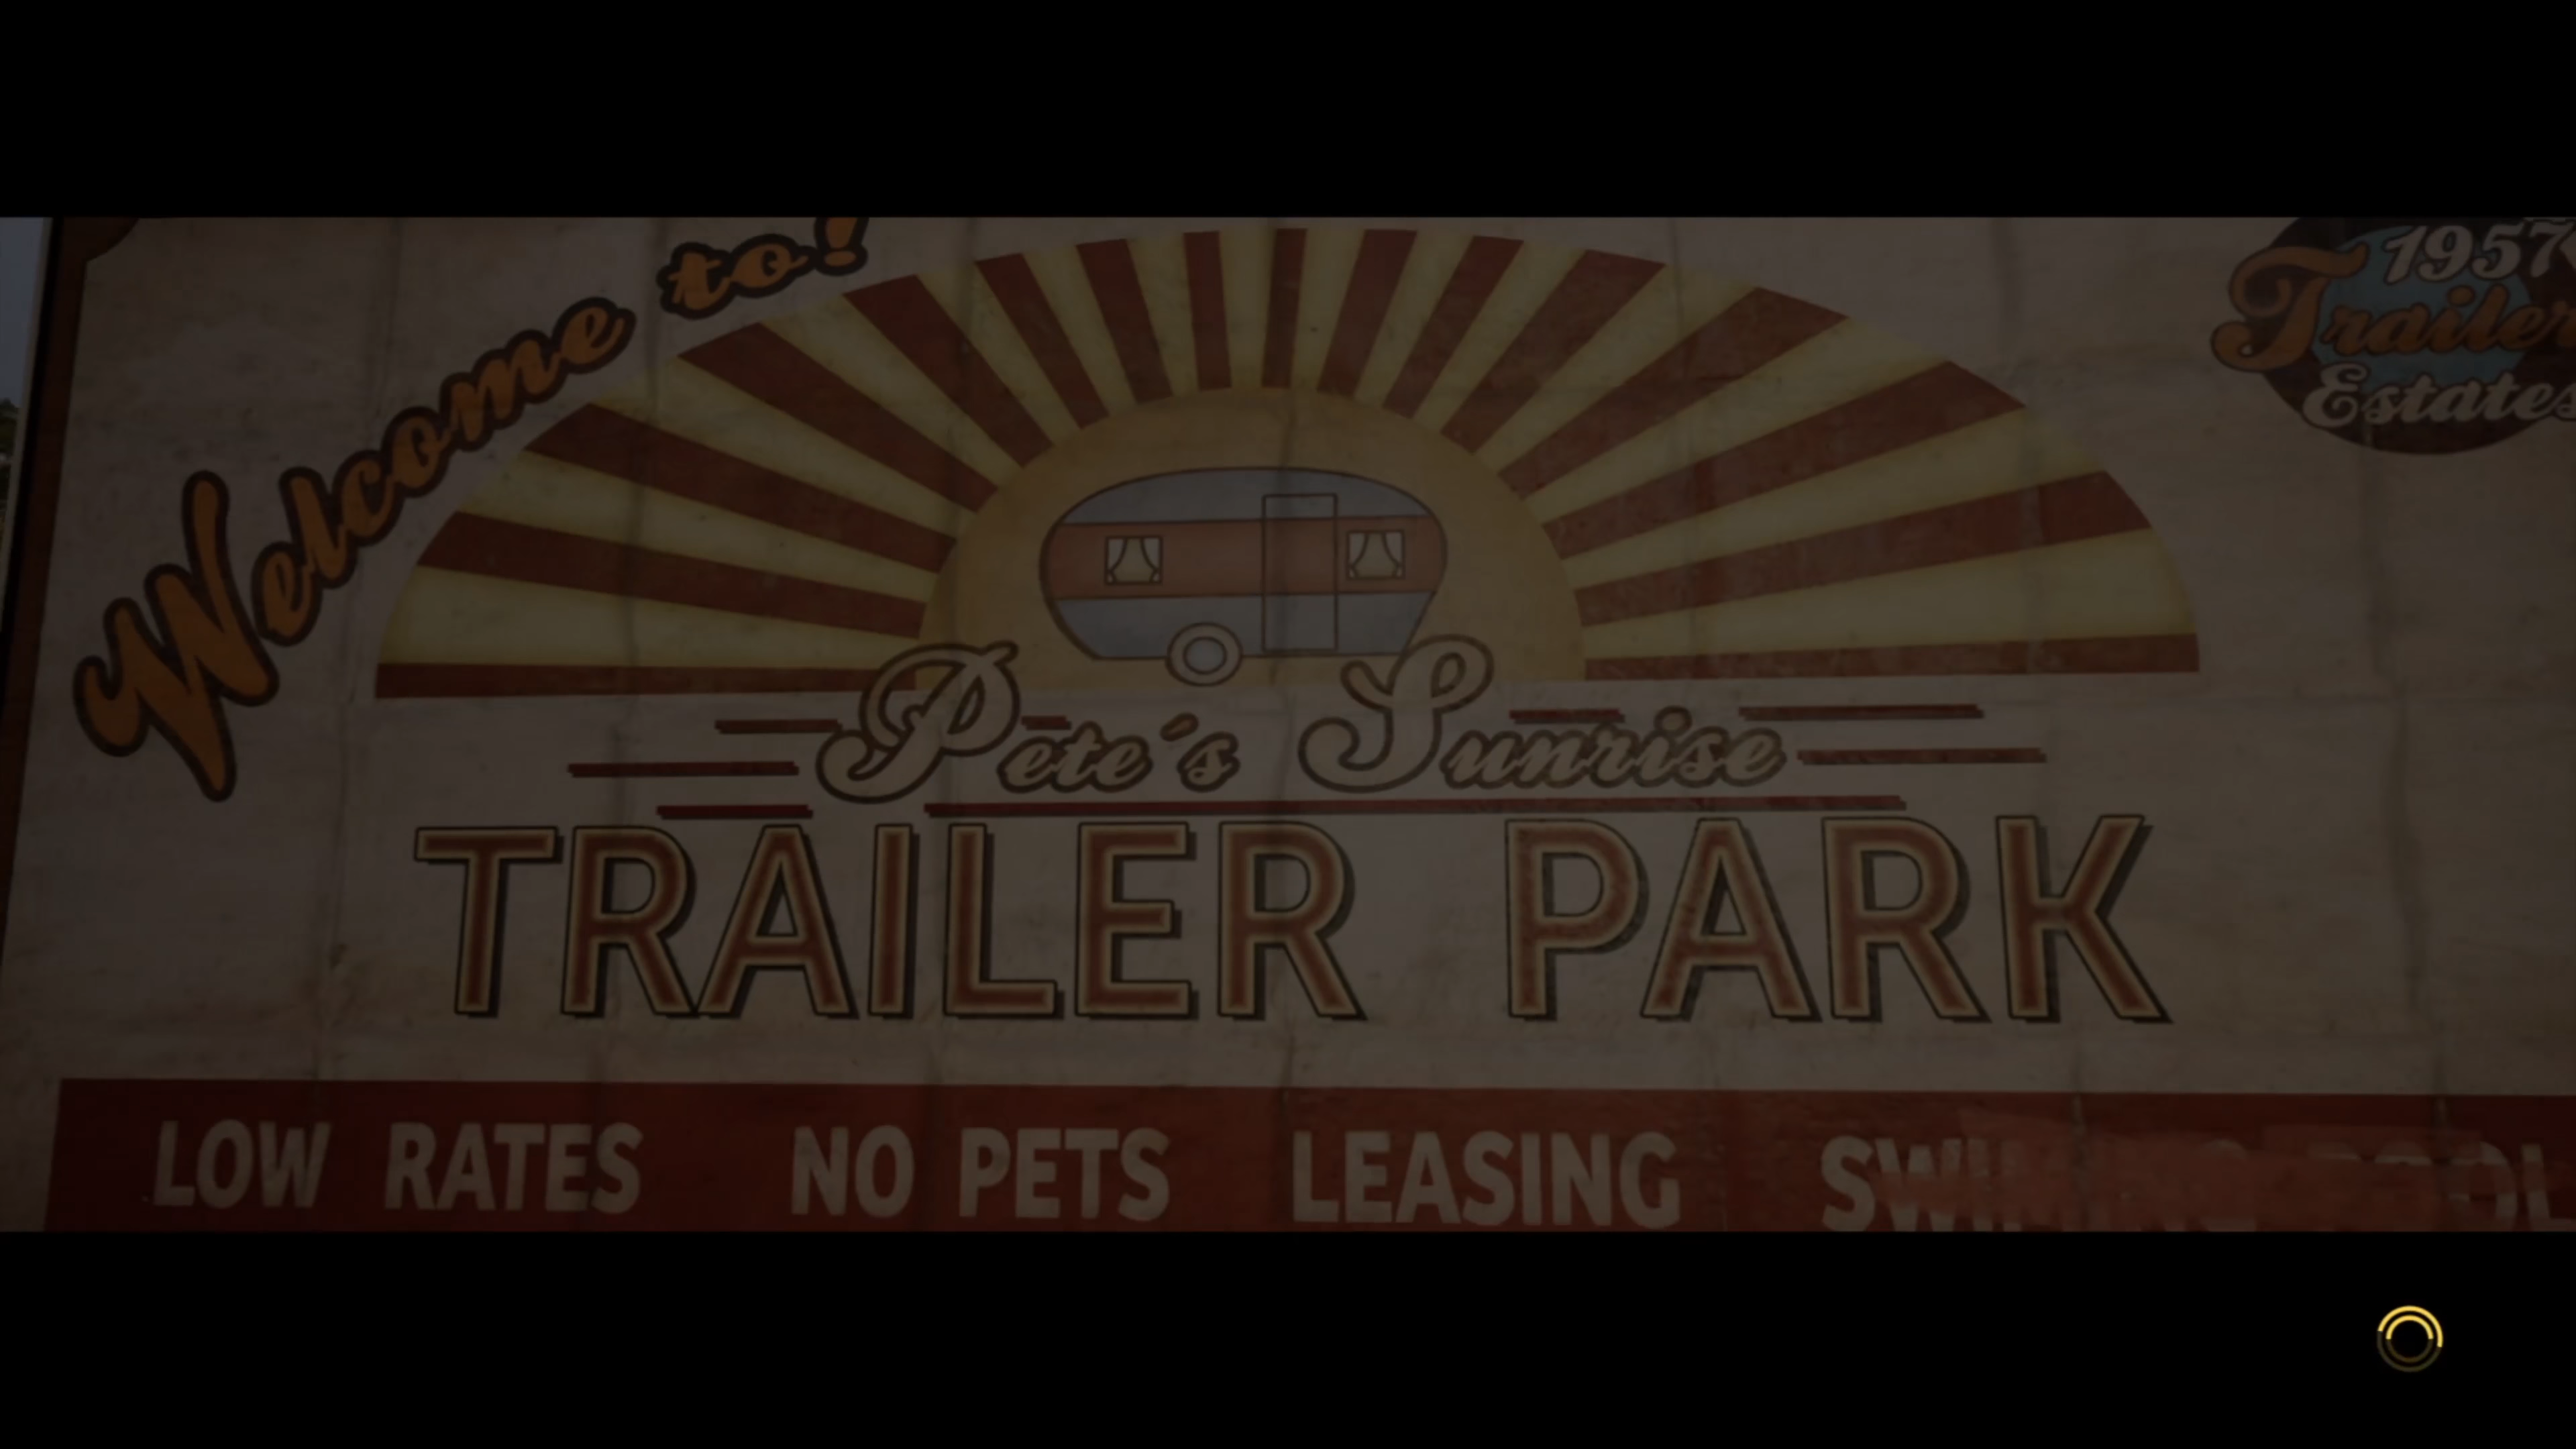 Welcome to!
1957
Trailer
Estates
Pete's Sunrise
TRAILER PARK
LOW RATES NO PETS LEASING